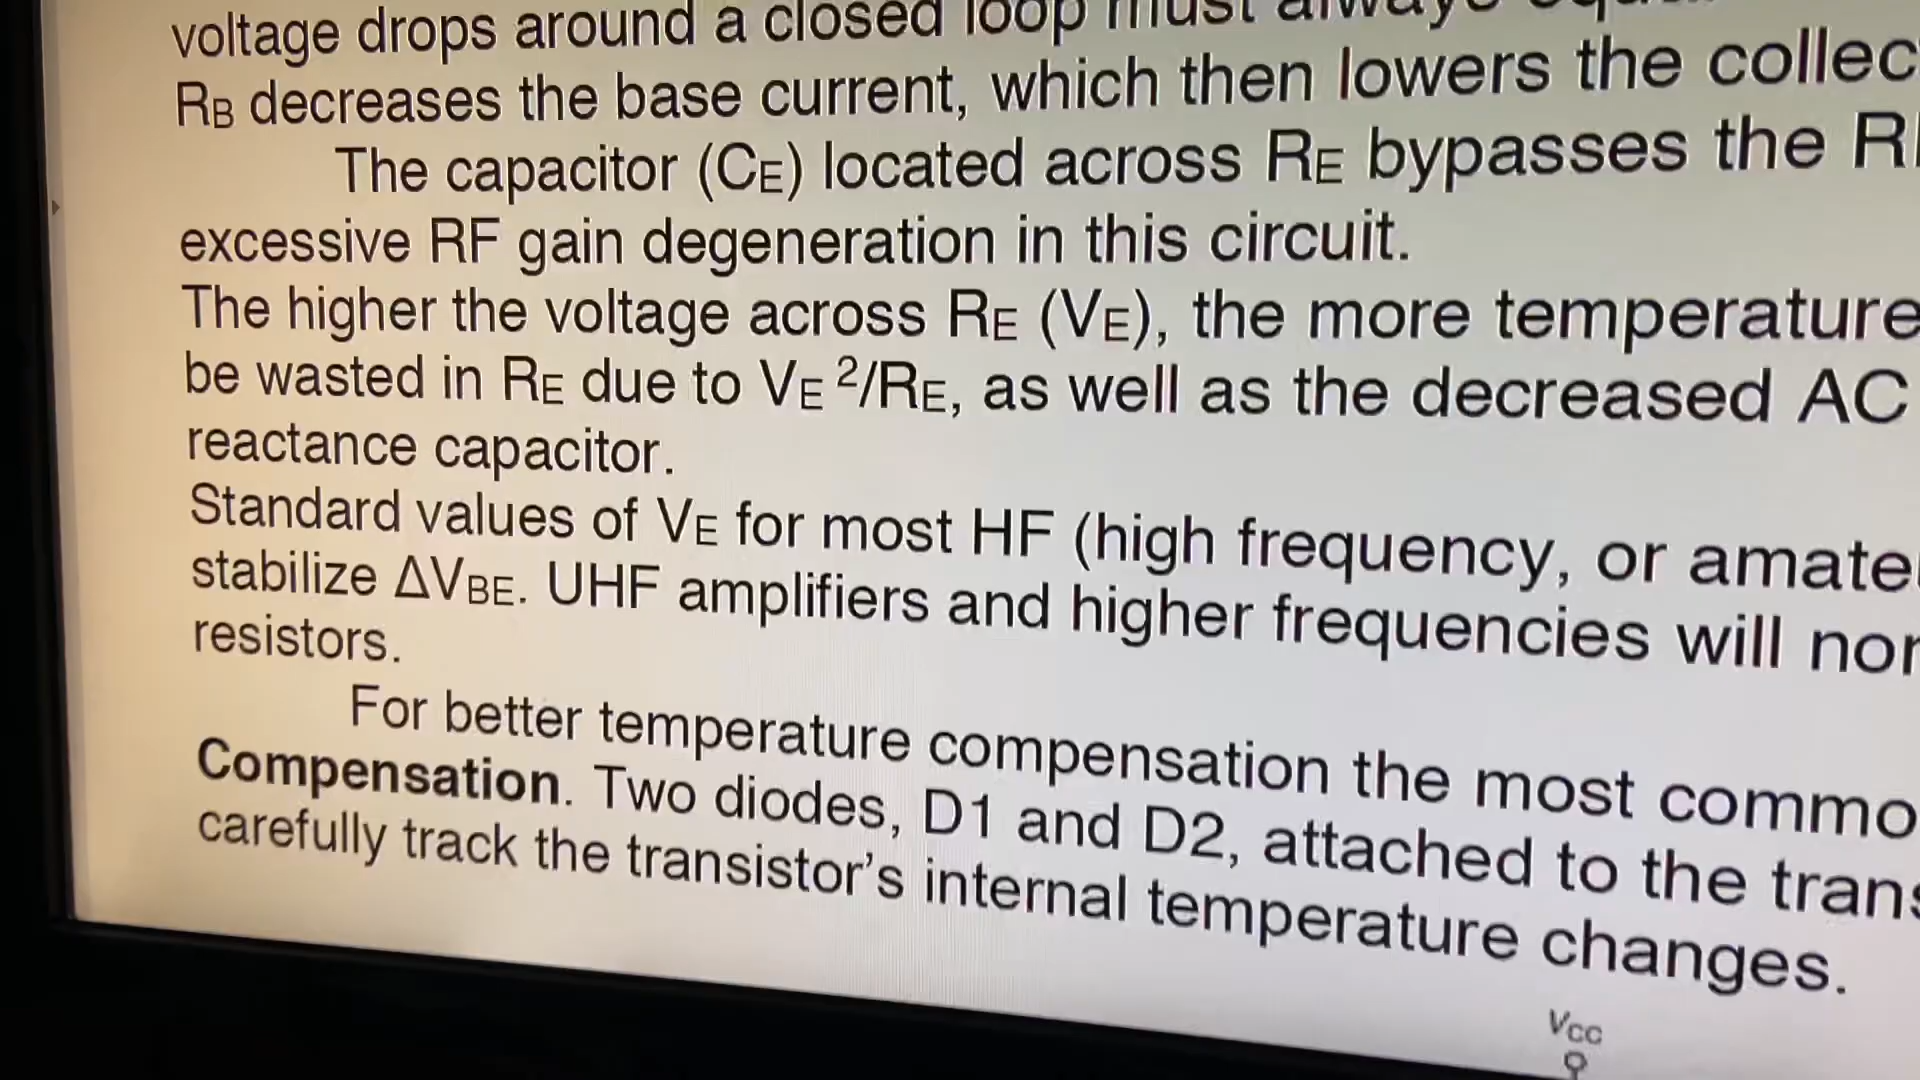 voltage drops around a closed loop must always
RB decreases the base current, which then lowers the
The capacitor (CE) located across RE bypasses the
excessive RF gain degeneration in this circuit.
The higher the voltage across RE (VE), the more temperature
be wasted in RE due to VE ²/RE, as well as the decreased AC
reactance capacitor.
Standard values of VE for most HF (high frequency, or
stabilize ΔVBE. UHF amplifiers and higher frequencies will
resistors.
For better temperature compensation the most
Compensation. Two diodes, D1 and D2, attached to the
carefully track the transistor’s internal temperature changes.
VCC